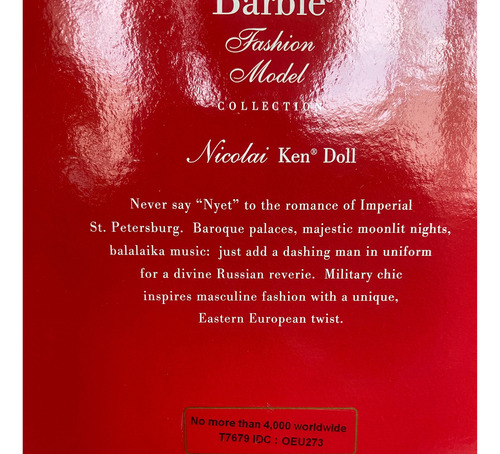 Barbie®
Fashion
Model
COLLECTION
Nicolai Ken® Doll
Never say “Nyet” to the romance of Imperial
St. Petersburg. Baroque palaces, majestic moonlit nights,
balalaika music: just add a dashing man in uniform
for a divine Russian reverie. Military chic
inspires masculine fashion with a unique,
Eastern European twist.
No more than 4,000 worldwide
T7679 IDC : OEU273